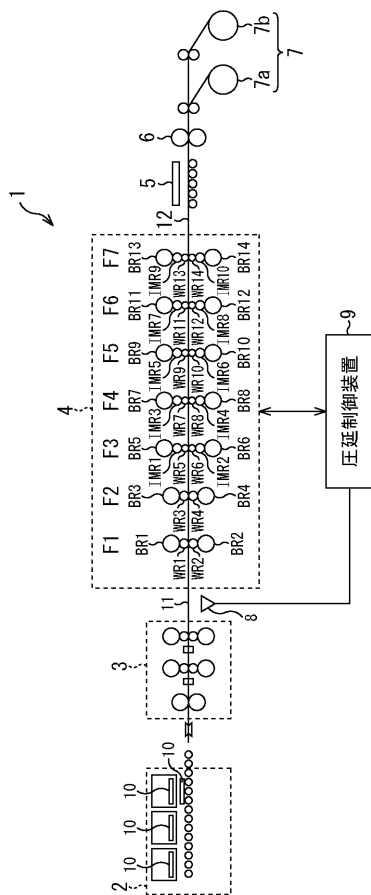 1
4
F1
F2
F3
F4
F5
F6
F7
BR1
BR3
BR5
BR7
BR9
BR11
BR13
IMR1
IMR3
IMR5
IMR7
IMR9
WR1
WR3
WR5
WR7
WR9
WR11
WR13
WR2
WR4
WR6
WR8
WR10
WR12
WR14
IMR2
IMR4
IMR6
IMR8
IMR10
BR2
BR4
BR6
BR8
BR10
BR12
BR14
2
10
10
10
10
3
11
8
12
5
6
7a
7b
7
9
圧延制御装置